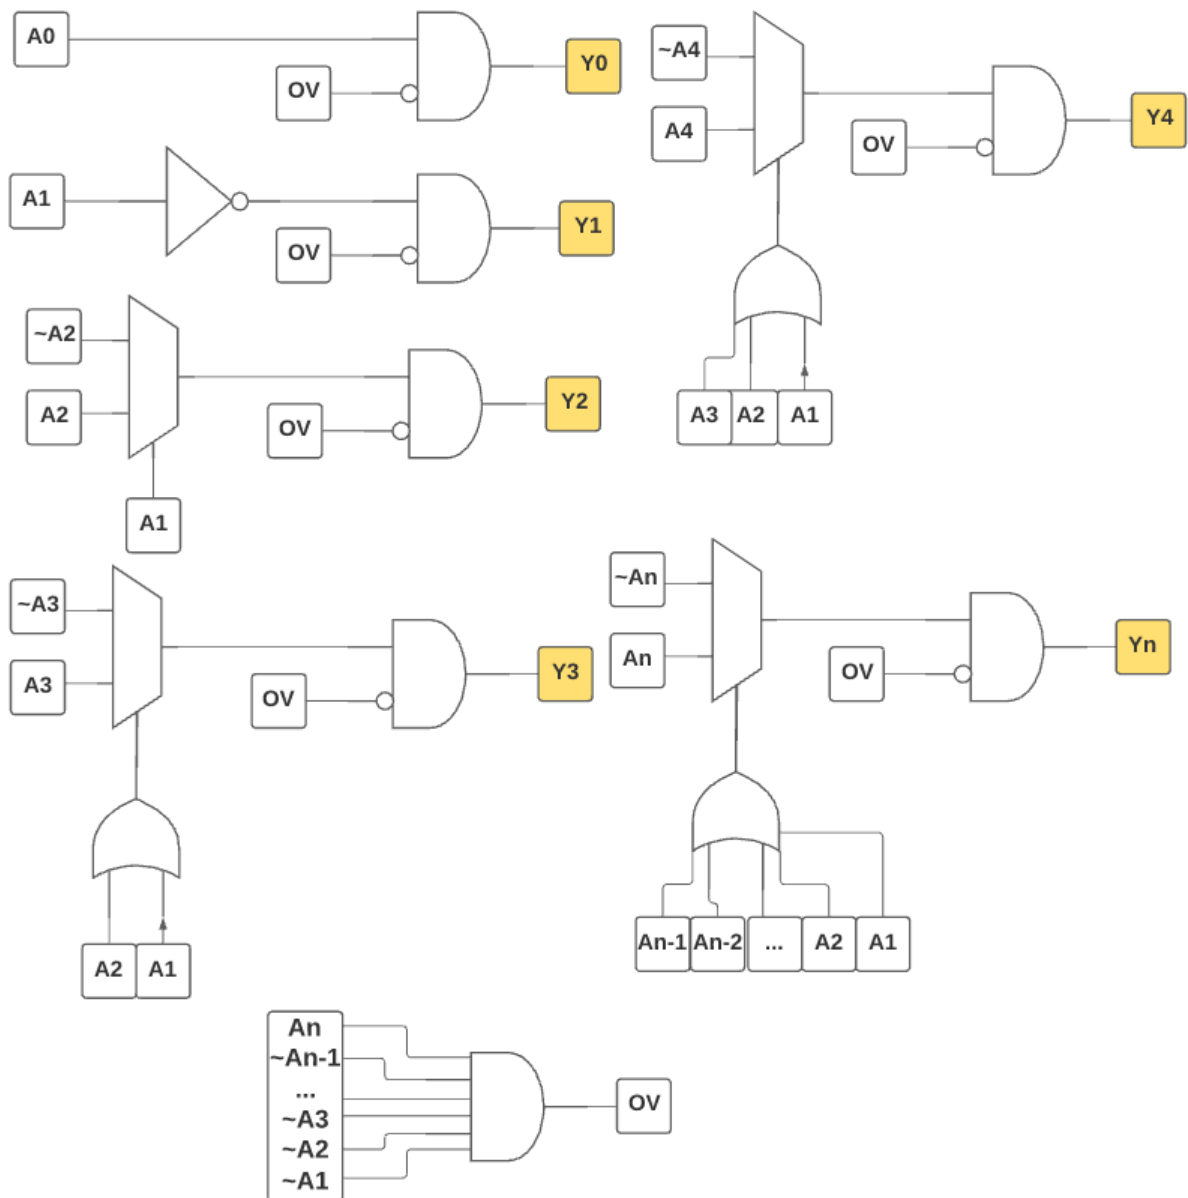 A0
OV
Y0
A1
OV
Y1
~A2
A2
OV
Y2
A1
~A3
A3
OV
Y3
A2 A1
~A4
A4
OV
Y4
A3 A2 A1
~An
An
OV
Yn
An-1 An-2 ... A2 A1
An
~An-1
...
~A3
~A2
~A1
OV